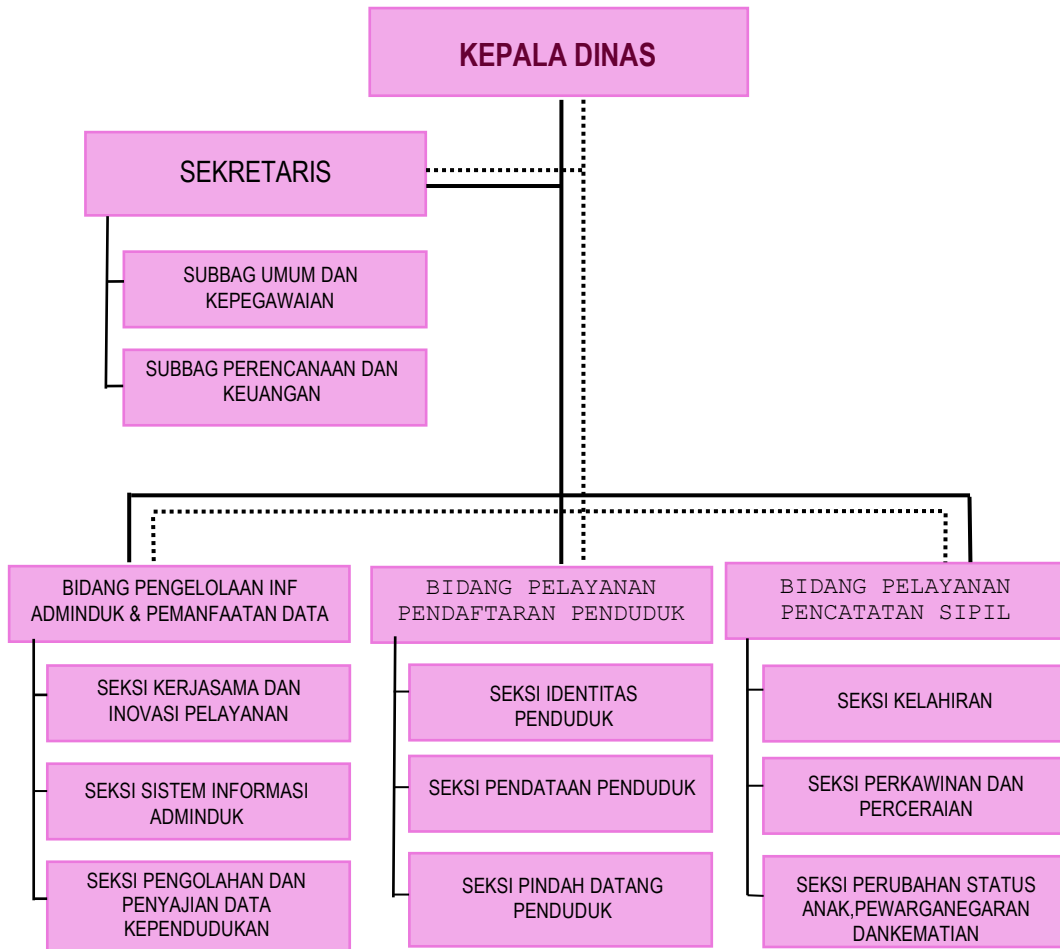 KEPALA DINAS
SEKRETARIS
SUBBAG UMUM DAN
KEPEGAWAIAN
SUBBAG PERENCANAAN DAN
KEUANGAN
BIDANG PENGELOLAAN INF
ADMINDUK & PEMANFAATAN DATA
SEKSI KERJASAMA DAN
INOVASI PELAYANAN
SEKSI SISTEM INFORMASI
ADMINDUK
SEKSI PENGOLAHAN DAN
PENYAJIAN DATA
KEPENDUDUKAN
BIDANG PELAYANAN
PENDAFTARAN PENDUDUK
SEKSI IDENTITAS
PENDUDUK
SEKSI PENDATAAN PENDUDUK
SEKSI PINDAH DATANG
PENDUDUK
BIDANG PELAYANAN
PENCATATAN SIPIL
SEKSI KELAHIRAN
SEKSI PERKAWINAN DAN
PERCERAIAN
SEKSI PERUBAHAN STATUS
ANAK,PEWARGANEGARAN
DANKEMATIAN